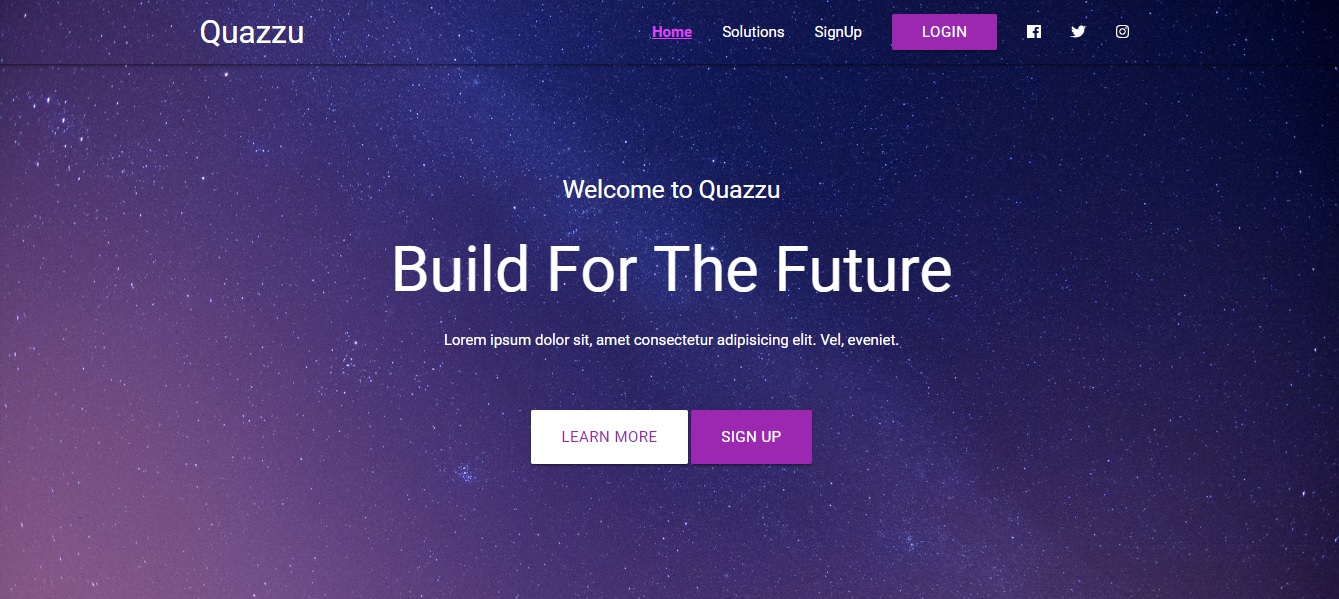 Quazzu
Home Solutions SignUp LOGIN
Welcome to Quazzu
Build For The Future
Lorem ipsum dolor sit, amet consectetur adipisicing elit. Vel, eveniet.
LEARN MORE SIGN UP